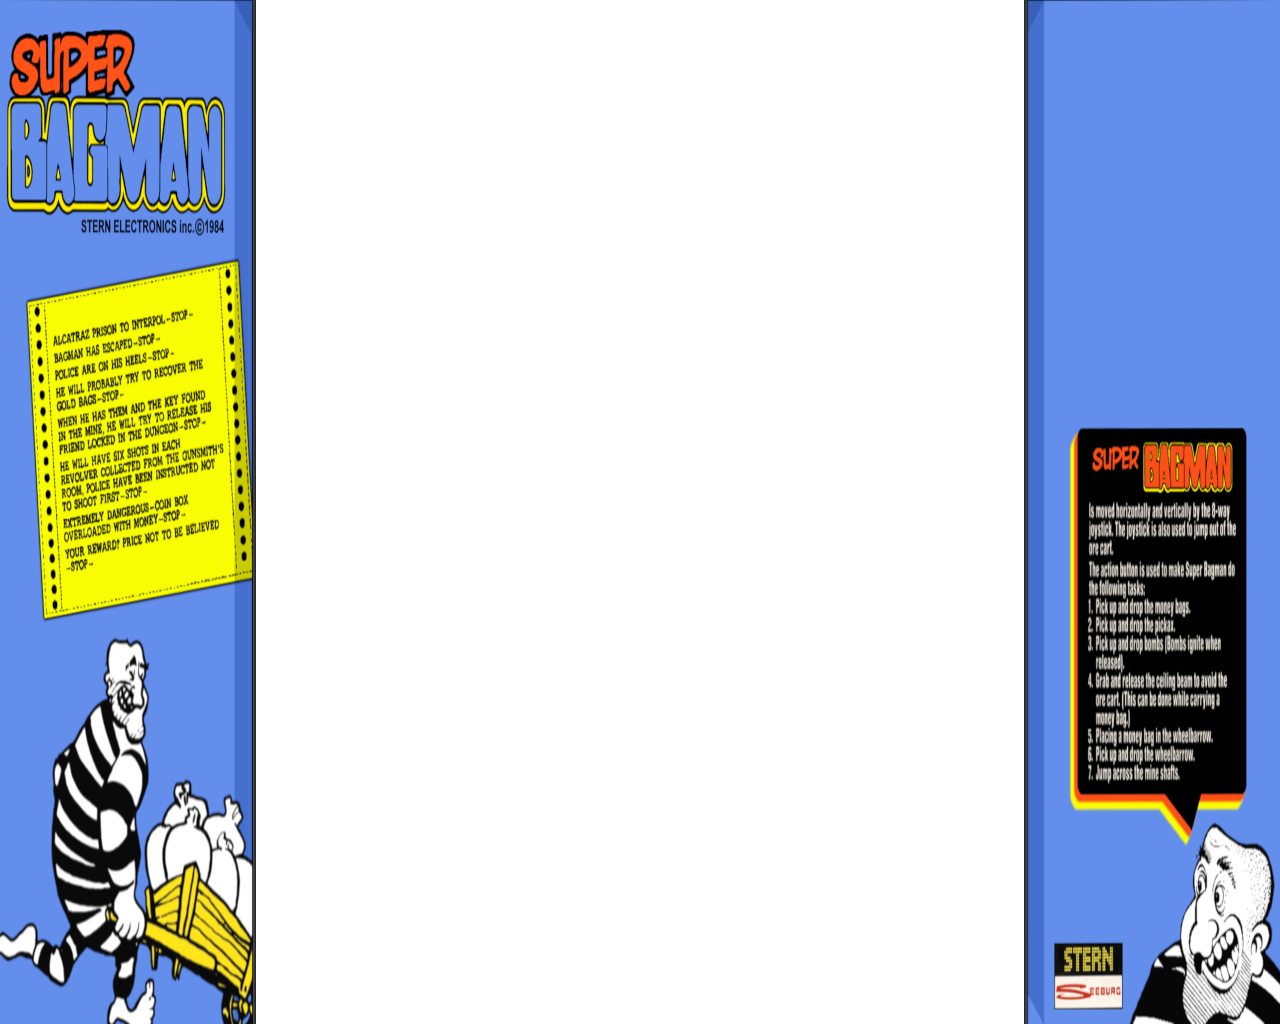 SUPER
BAGMAN
STERN ELECTRONICS inc.©1984
ALCATRAZ PRISON TO INTERPOL-STOP-
BAGMAN HAS ESCAPED-STOP-
POLICE ARE ON HIS HEELS-STOP-
HE WILL PROBABLY TRY TO RECOVER THE
GOLD BAGS-STOP-
WHEN HE HAS THEM AND THE KEY FOUND
IN THE MINE, HE WILL TRY TO RELEASE HIS
FRIEND LOCKED IN THE DUNGEON-STOP-
HE WILL HAVE SIX SHOTS IN EACH
REVOLVER COLLECTED FROM THE GUNSMITH'S
ROOM, POLICE HAVE BEEN INSTRUCTED NOT
TO SHOOT FIRST-STOP-
EXTREMELY DANGEROUS-COIN BOX
OVERLOADED WITH MONEY-STOP-
YOUR REWARD? PRICE NOT TO BE BELIEVED
-STOP-
SUPER BAGMAN
Is moved horizontally and vertically by the 8-way
joystick. The joystick is also used to jump out of the
ore cart.
The action button is used to make Super Bagman do
the following tasks:
1. Pick up and drop the money bags.
2. Pick up and drop the pickax.
3. Pick up and drop bombs (Bombs ignite when
released).
4. Grab and release the ceiling beam to avoid the
ore cart. (This can be done while carrying a
money bag.)
5. Placing a money bag in the wheelbarrow.
6. Pick up and drop the wheelbarrow.
7. Jump across the mine shafts.
STERN
SEEBURG